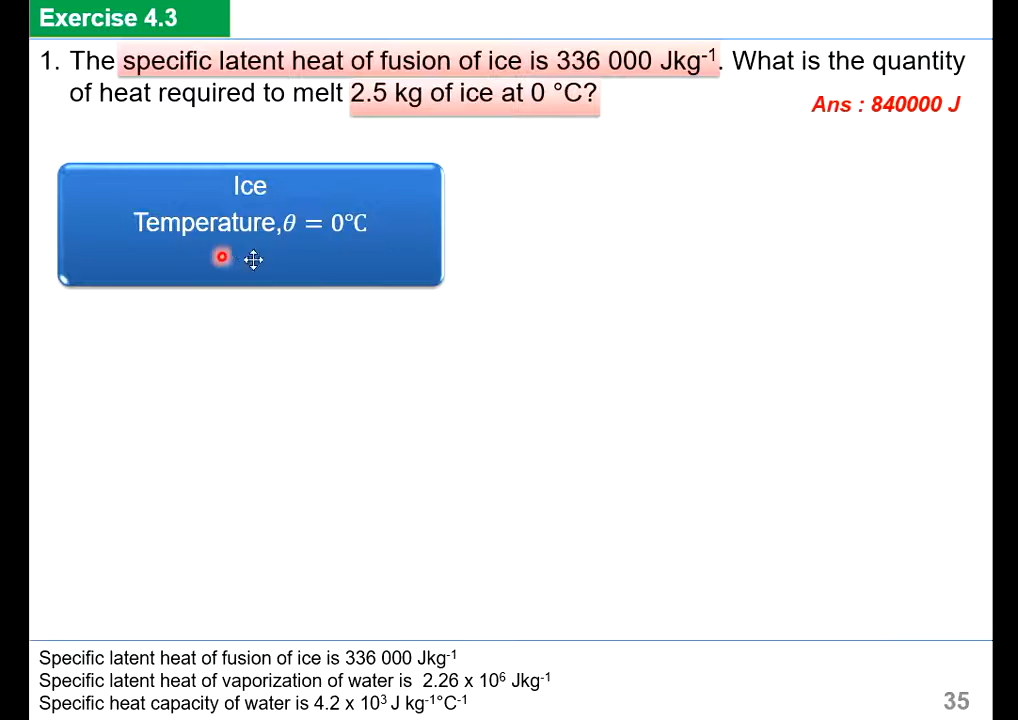 Exercise 4.3
1. The specific latent heat of fusion of ice is 336 000 Jkg⁻¹. What is the quantity
of heat required to melt 2.5 kg of ice at 0 °C?
Ans : 840000 J
Ice
Temperature,θ = 0℃
Specific latent heat of fusion of ice is 336 000 Jkg⁻¹
Specific latent heat of vaporization of water is 2.26 x 10⁶ Jkg⁻¹
Specific heat capacity of water is 4.2 x 10³ J kg⁻¹°C⁻¹
35